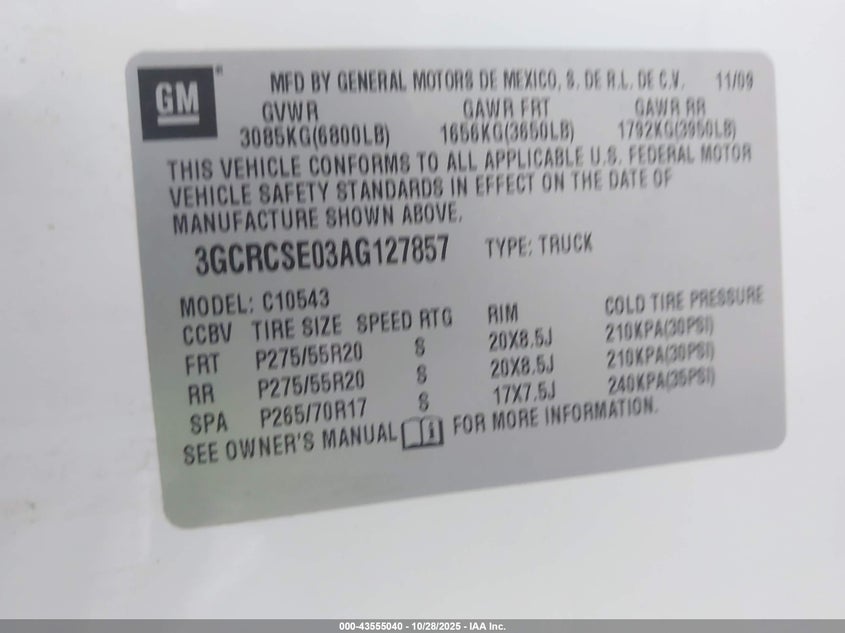 GM
MFD BY GENERAL MOTORS DE MEXICO, S. DE R.L. DE C.V. 11/09
GVWR GAWR FRT GAWR RR
3085KG(6800LB) 1656KG(3650LB) 1792KG(3950LB)
THIS VEHICLE CONFORMS TO ALL APPLICABLE U.S. FEDERAL MOTOR
VEHICLE SAFETY STANDARDS IN EFFECT ON THE DATE OF
MANUFACTURE SHOWN ABOVE.
3GCRCSE03AG127857 TYPE: TRUCK
MODEL: C10543
CCBV TIRE SIZE SPEED RTG RIM COLD TIRE PRESSURE
FRT P275/55R20 S 20X8.5J 210KPA(30PSI)
RR P275/55R20 S 20X8.5J 210KPA(30PSI)
SPA P265/70R17 S 17X7.5J 240KPA(35PSI)
SEE OWNER'S MANUAL FOR MORE INFORMATION.
000-43555040 - 10/28/2025 - IAA Inc.